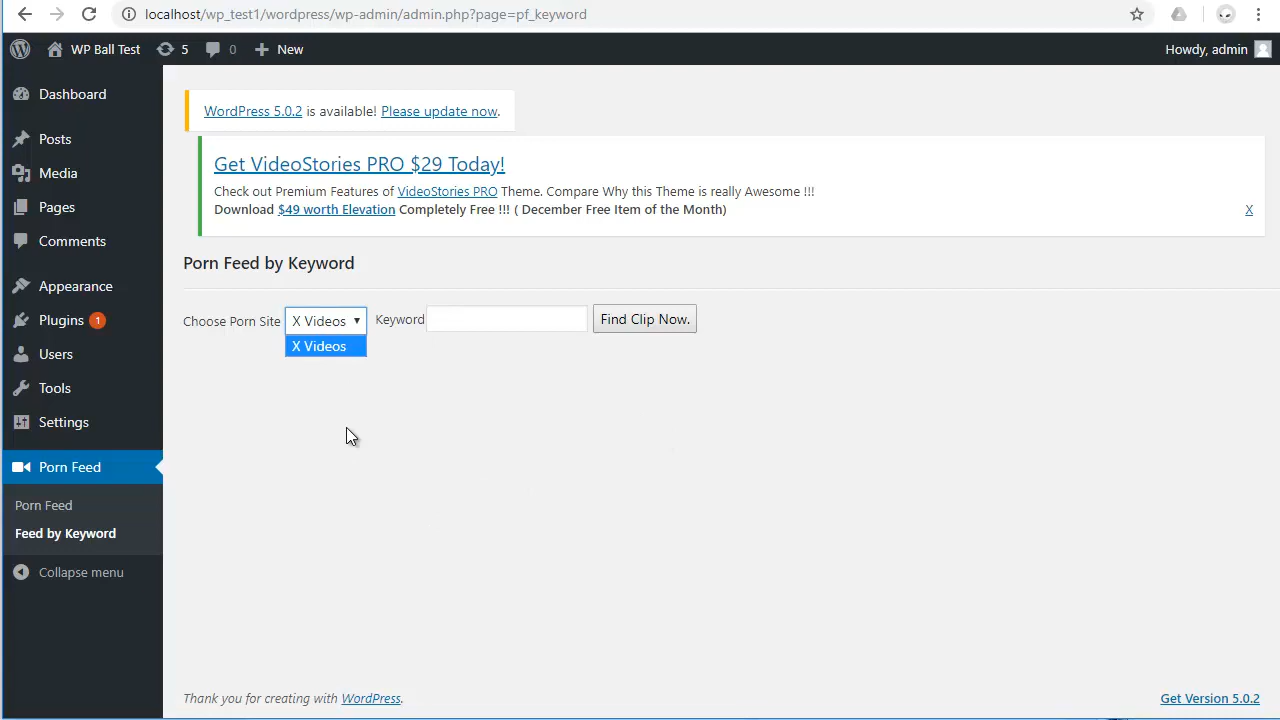 localhost/wp_test1/wordpress/wp-admin/admin.php?page=pf_keyword
WP Ball Test 5 0 New Howdy, admin
Dashboard
Posts
Media
Pages
Comments
Appearance
Plugins 1
Users
Tools
Settings
Porn Feed
Porn Feed
Feed by Keyword
Collapse menu
WordPress 5.0.2 is available! Please update now.
Get VideoStories PRO $29 Today!
Check out Premium Features of VideoStories PRO Theme. Compare Why this Theme is really Awesome !!!
Download $49 worth Elevation Completely Free !!! ( December Free Item of the Month) X
Porn Feed by Keyword
Choose Porn Site X Videos Keyword Find Clip Now.
X Videos
Thank you for creating with WordPress. Get Version 5.0.2